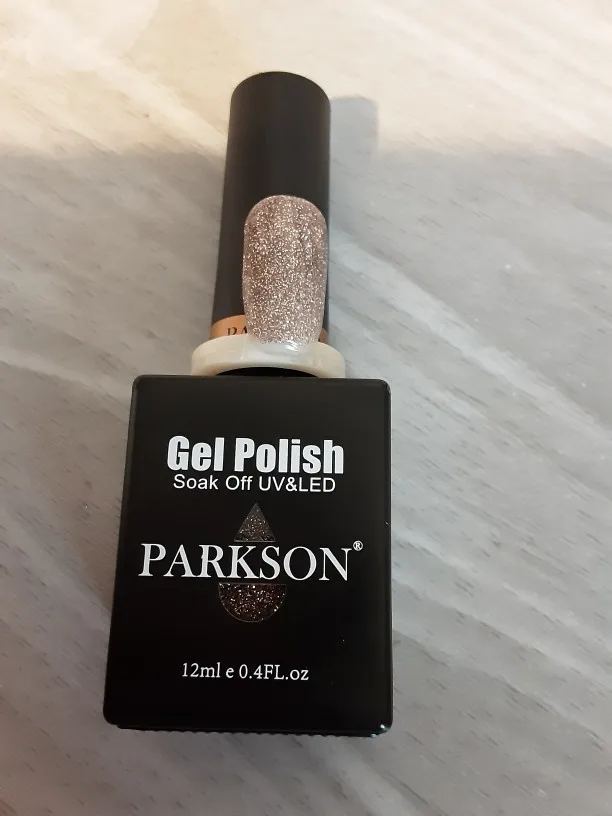 Gel Polish
Soak Off UV&LED
PARKSON®
12ml e 0.4FL.oz